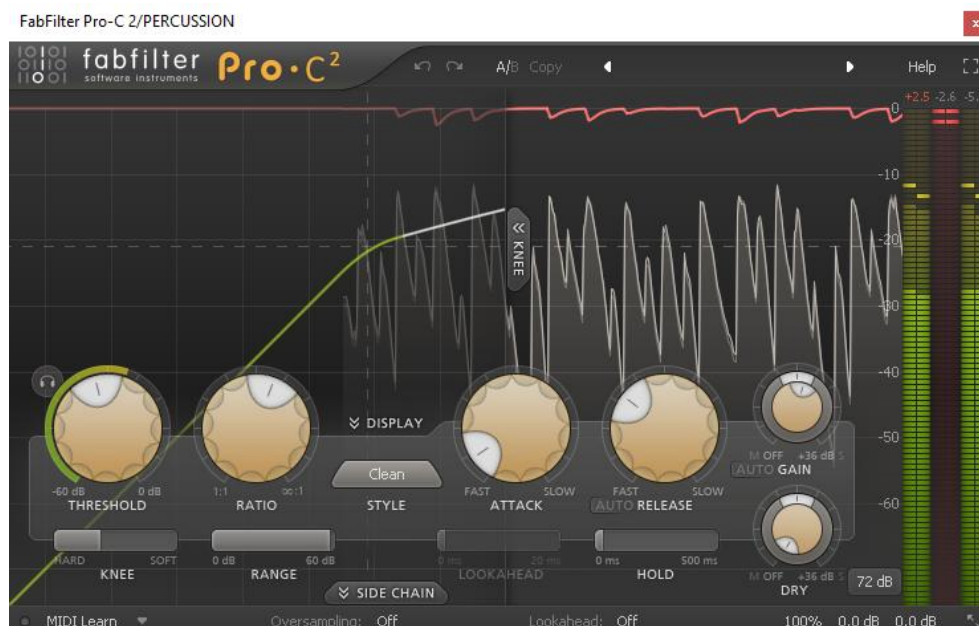 FabFilter Pro-C 2/PERCUSSION
fabfilter
software instruments
Pro·C²
A/B Copy
Help
+2.5 -2.6 -5.
0
-10
-20
-30
-40
-50
-60
KNEE
DISPLAY
Clean
STYLE
-60 dB 0 dB
THRESHOLD
1:1 ∞:1
RATIO
FAST SLOW
ATTACK
FAST SLOW
AUTO RELEASE
M OFF +36 dB S
AUTO GAIN
HARD SOFT
KNEE
0 dB 60 dB
RANGE
0 ms 20 ms
LOOKAHEAD
0 ms 500 ms
HOLD
M OFF +36 dB S
DRY
72 dB
SIDE CHAIN
MIDI Learn
Oversampling: Off
Lookahead: Off
100% 0.0 dB 0.0 dB